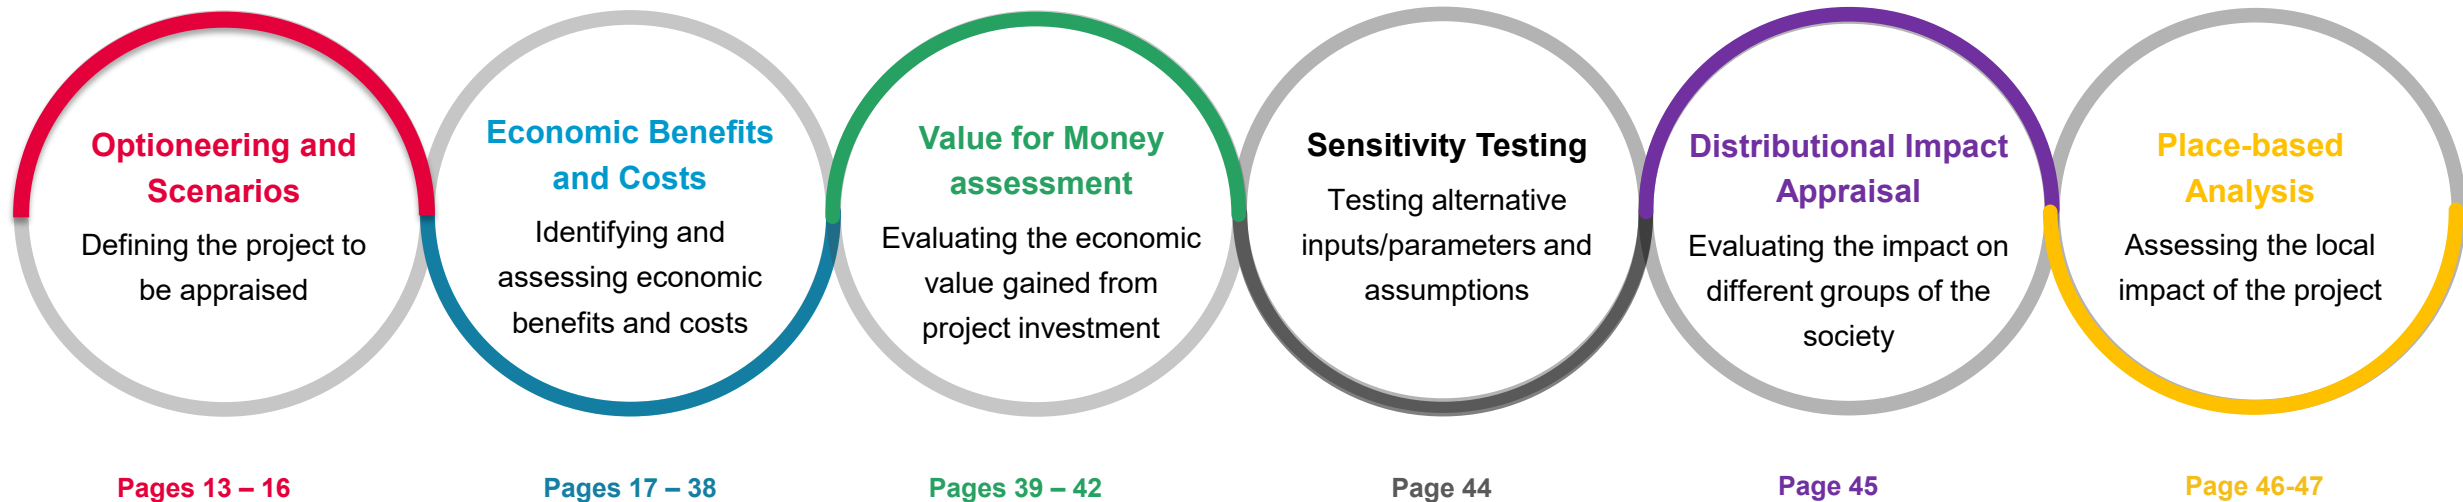 Optioneering and
Scenarios
Defining the project to
be appraised
Pages 13 – 16
Economic Benefits
and Costs
Identifying and
assessing economic
benefits and costs
Pages 17 – 38
Value for Money
assessment
Evaluating the economic
value gained from
project investment
Pages 39 – 42
Sensitivity Testing
Testing alternative
inputs/parameters and
assumptions
Page 44
Distributional Impact
Appraisal
Evaluating the impact on
different groups of the
society
Page 45
Place-based
Analysis
Assessing the local
impact of the project
Page 46-47